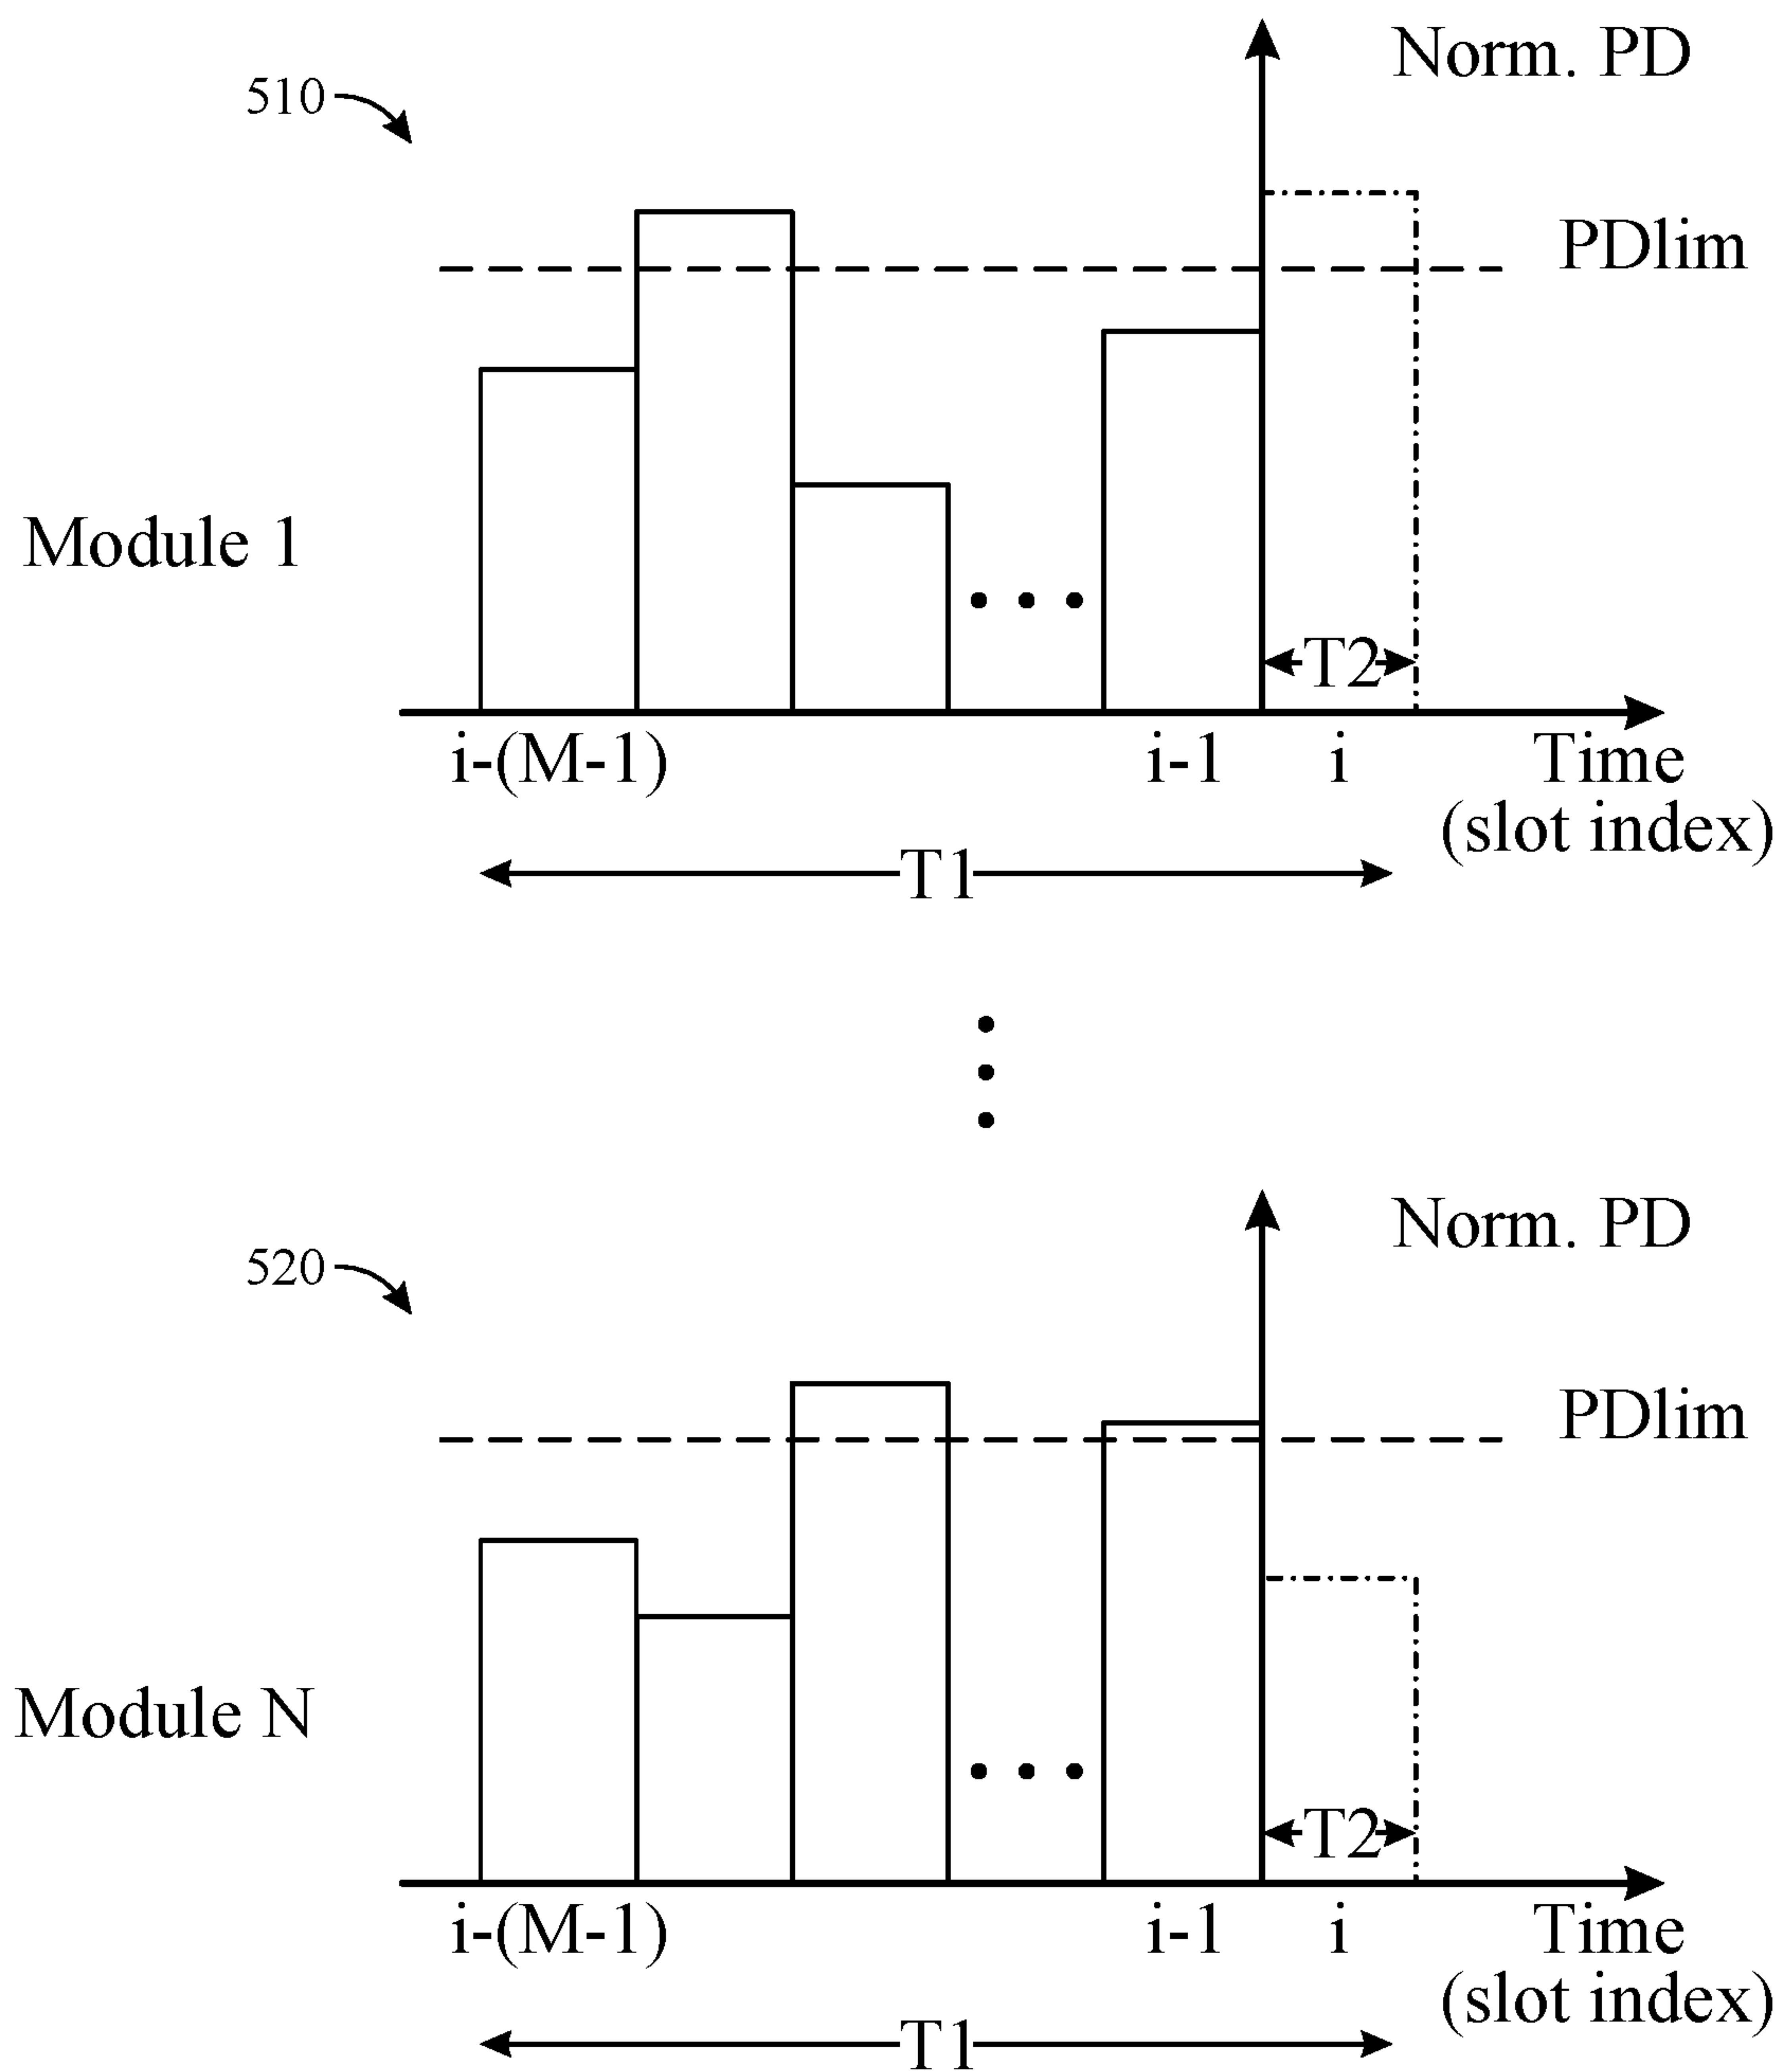 Norm. PD
510
PDlim
Module 1
T2
i-(M-1) i-1 i Time
(slot index)
T1
Norm. PD
520
PDlim
Module N
T2
i-(M-1) i-1 i Time
(slot index)
T1